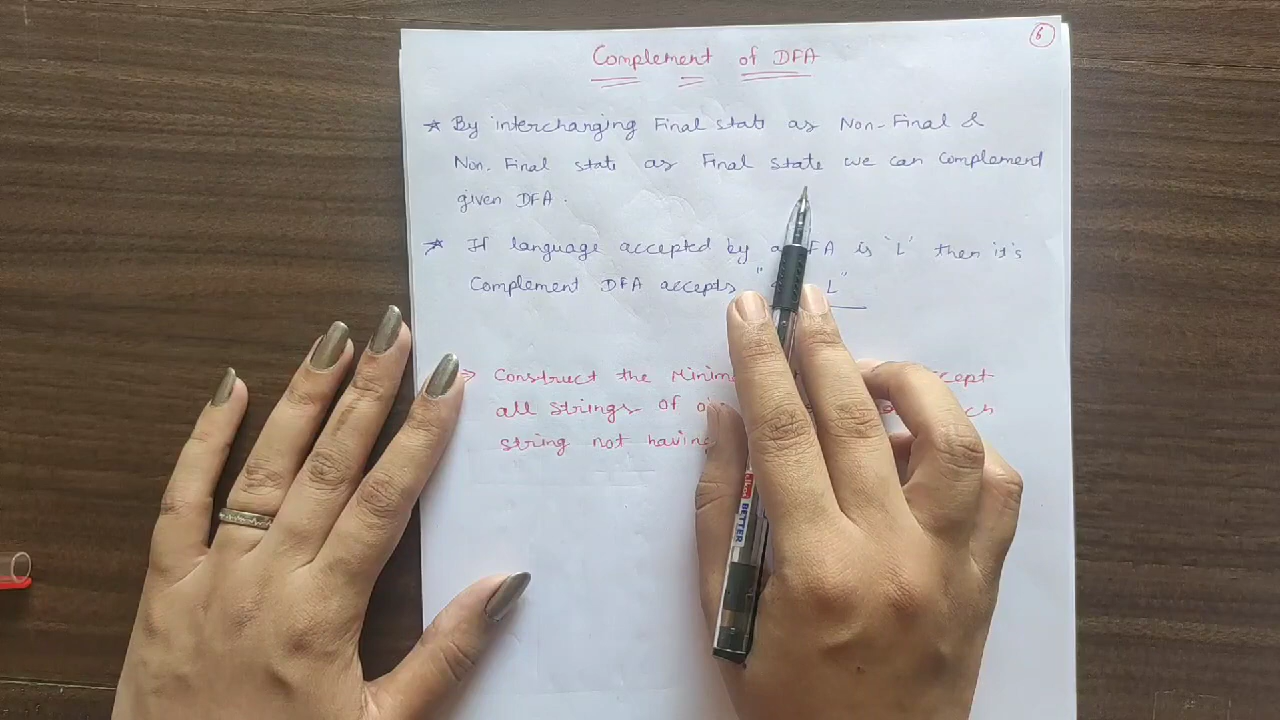 6
Complement of DFA
★ By interchanging Final state as Non-Final &
Non-Final state as Final state we can Complement
given DFA.
★ If language accepted by a DFA is 'L' then it's
Complement DFA accepts " L"
→ Construct the
all strings of
string not having
BETTER